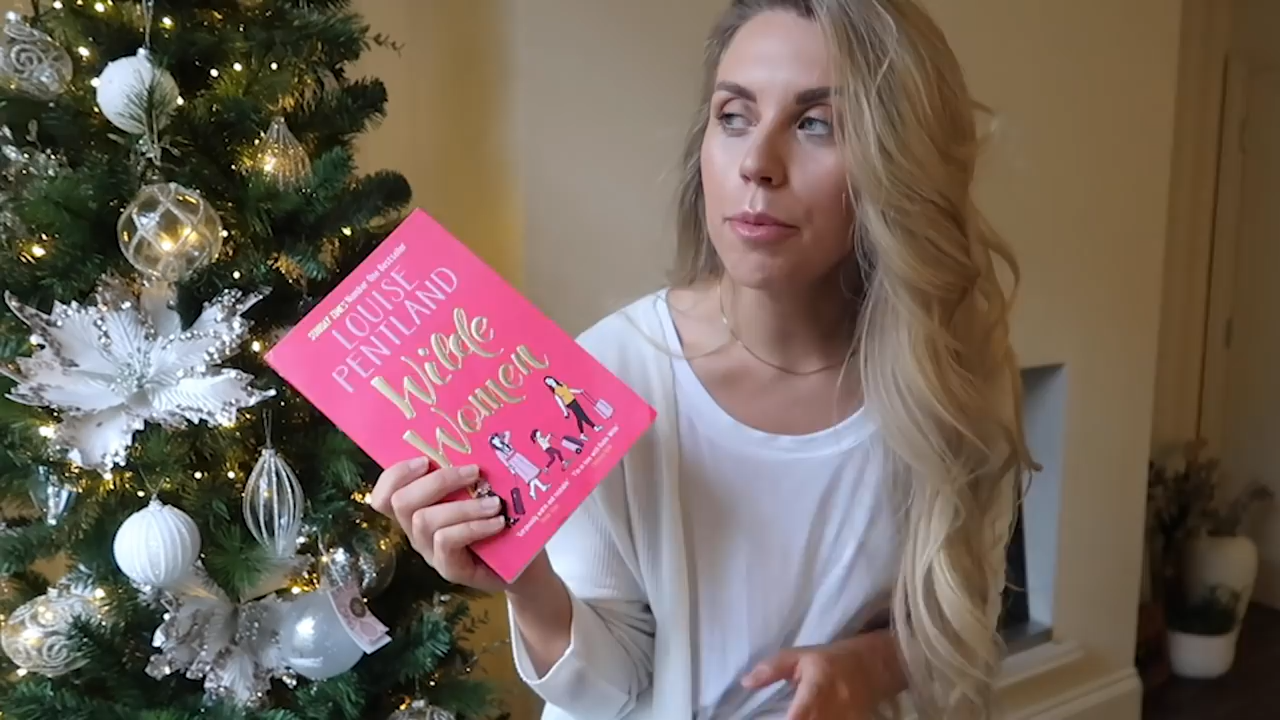 SUNDAY TIMES Number One Bestseller
LOUISE
PENTLAND
Wilde
Women